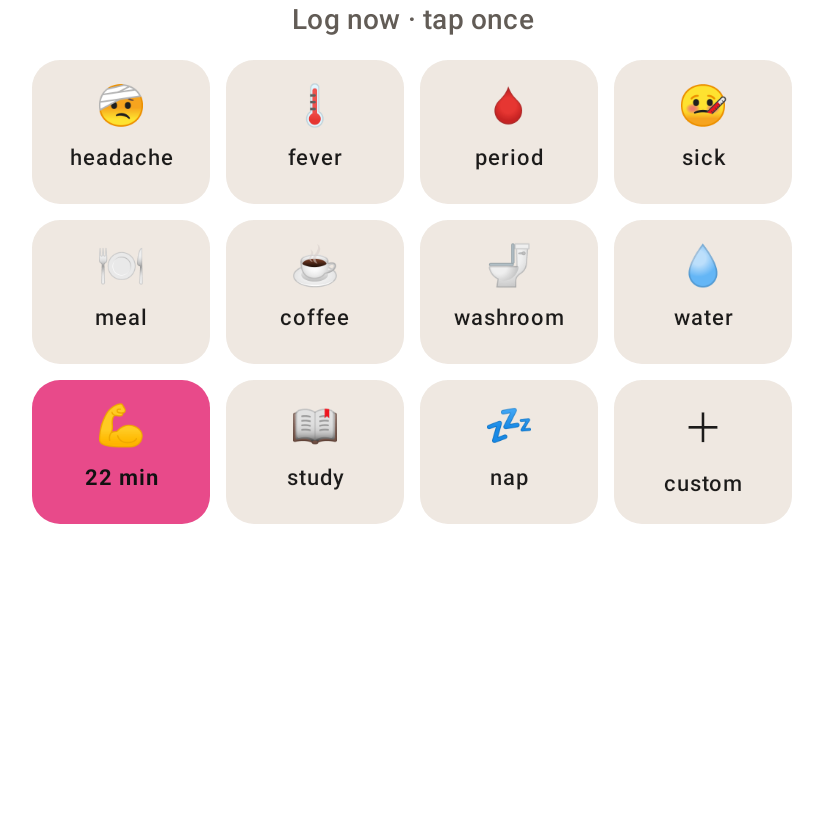 Log now · tap once
headache fever period sick
meal coffee washroom water
22 min study nap custom